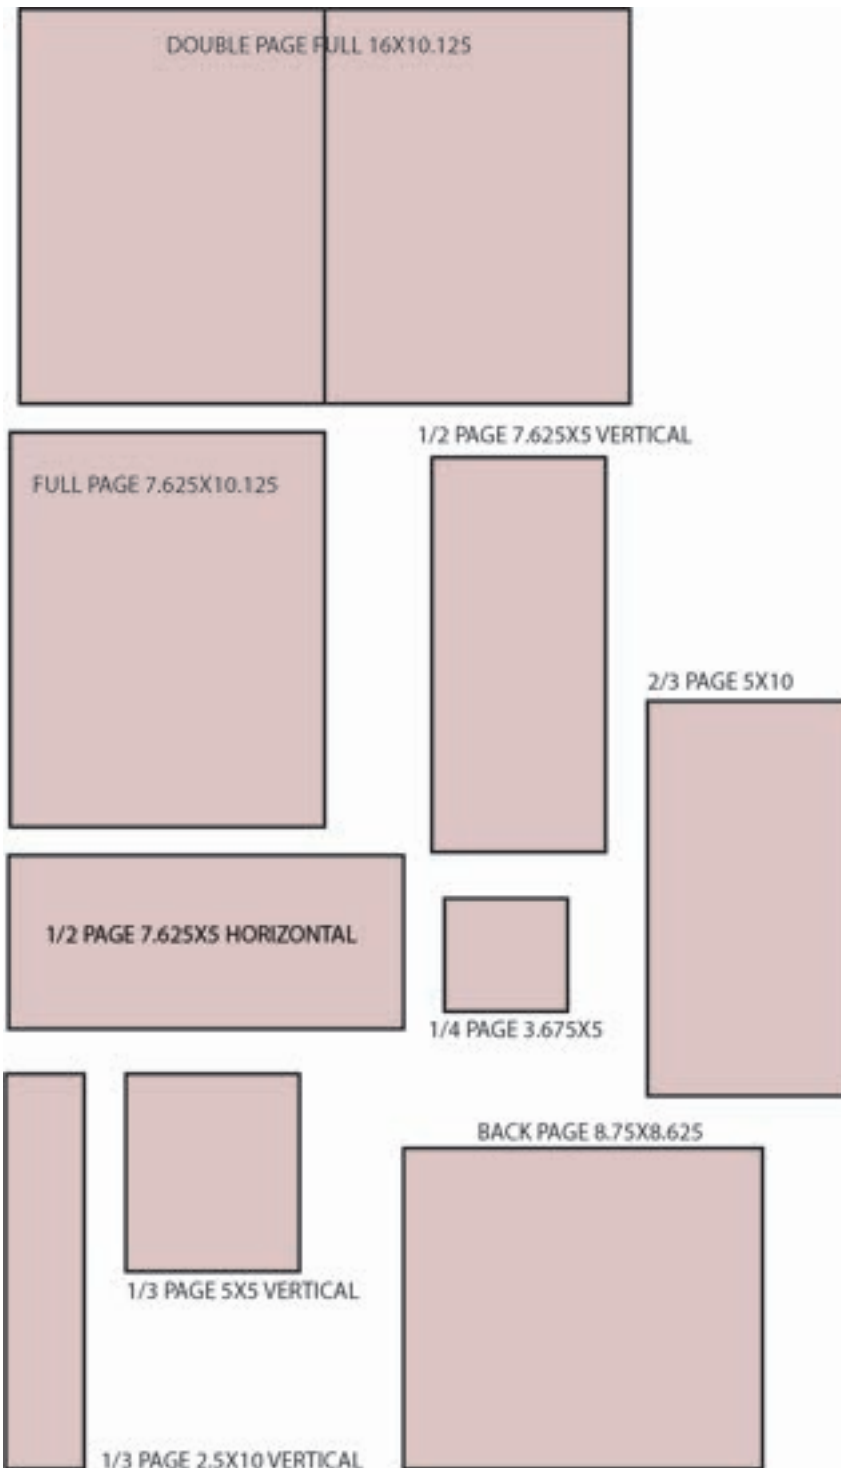 DOUBLE PAGE FULL 16X10.125
1/2 PAGE 7.625X5 VERTICAL
FULL PAGE 7.625X10.125
2/3 PAGE 5X10
1/2 PAGE 7.625X5 HORIZONTAL
1/4 PAGE 3.675X5
BACK PAGE 8.75X8.625
1/3 PAGE 5X5 VERTICAL
1/3 PAGE 2.5X10 VERTICAL